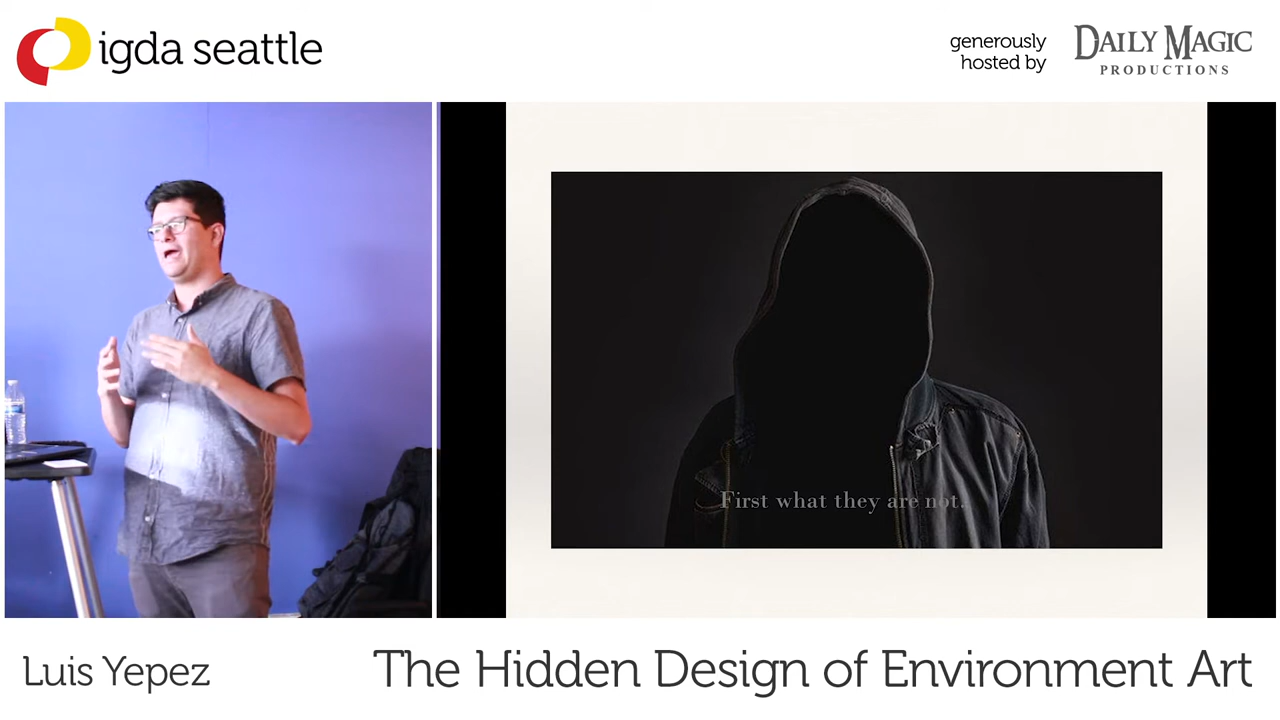 igda seattle
generously
hosted by
DAILY MAGIC
PRODUCTIONS
First what they are not.
Luis Yepez
The Hidden Design of Environment Art